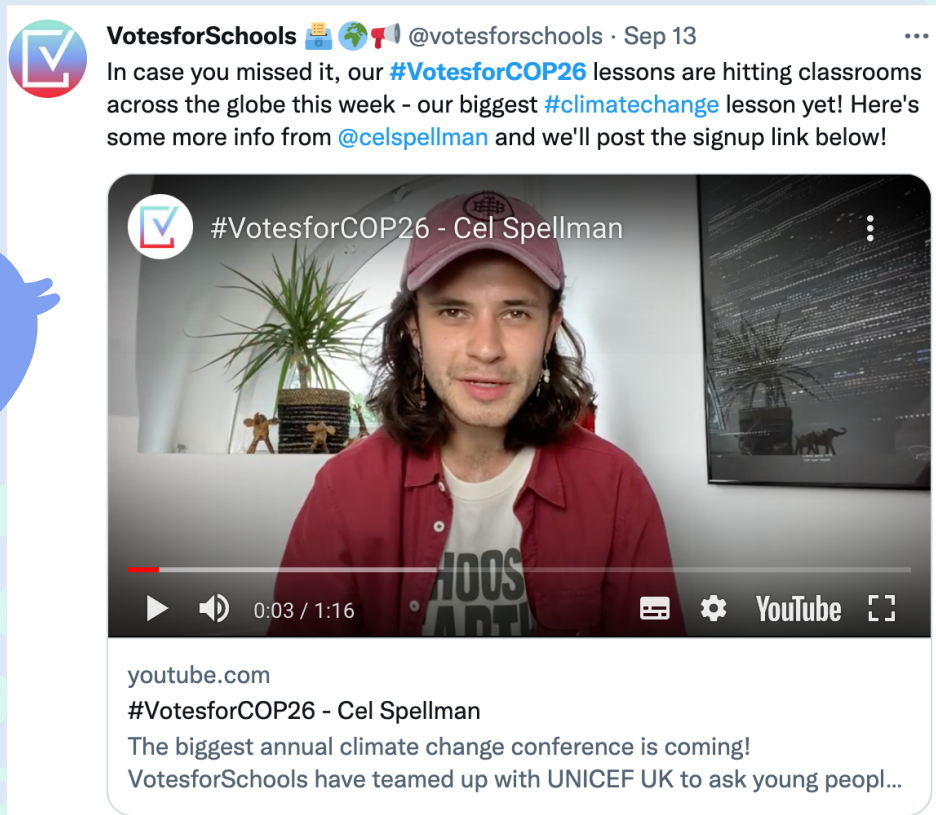 VotesforSchools 🗳️🌍📢 @votesforschools · Sep 13
In case you missed it, our #VotesforCOP26 lessons are hitting classrooms
across the globe this week - our biggest #climatechange lesson yet! Here's
some more info from @celspellman and we'll post the signup link below!
#VotesforCOP26 - Cel Spellman
HOOS
ARTH
0:03 / 1:16
YouTube
youtube.com
#VotesforCOP26 - Cel Spellman
The biggest annual climate change conference is coming!
VotesforSchools have teamed up with UNICEF UK to ask young peopl...